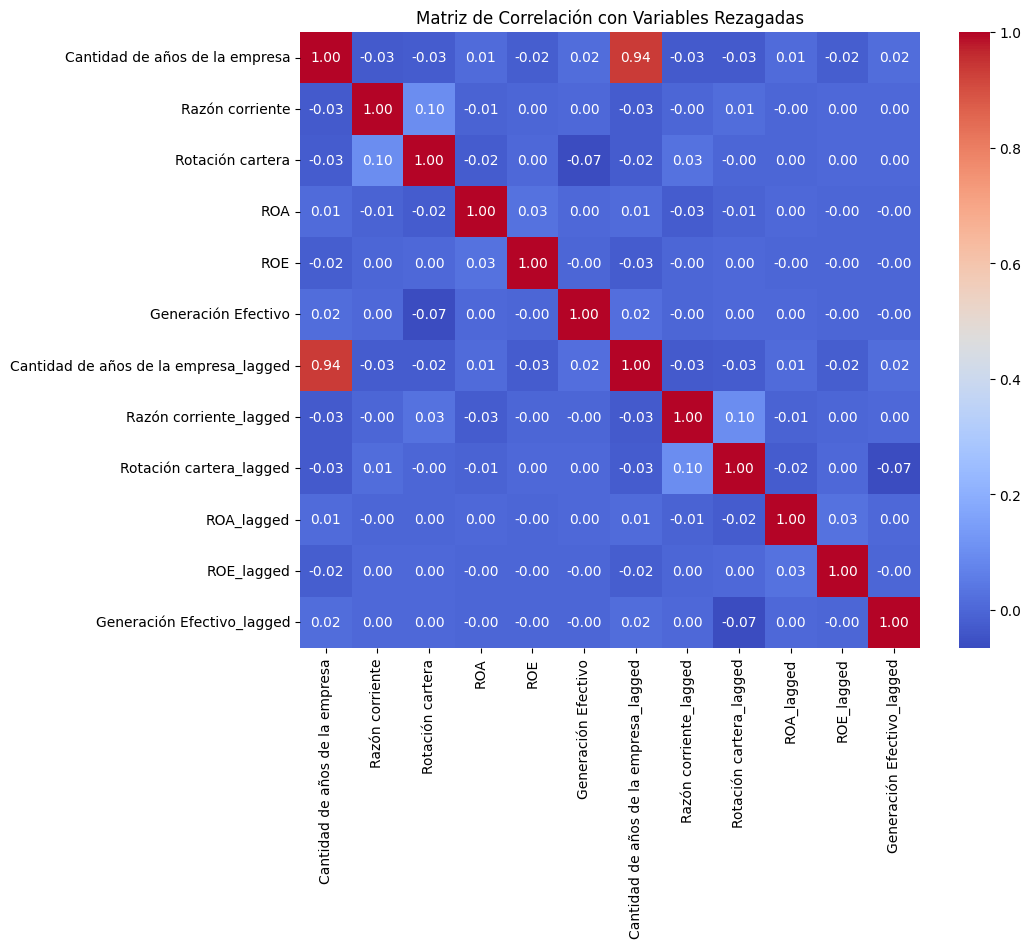 Matriz de Correlación con Variables Rezagadas
Cantidad de años de la empresa 1.00 -0.03 -0.03 0.01 -0.02 0.02 0.94 -0.03 -0.03 0.01 -0.02 0.02
Razón corriente -0.03 1.00 0.10 -0.01 0.00 0.00 -0.03 -0.00 0.01 -0.00 0.00 0.00
Rotación cartera -0.03 0.10 1.00 -0.02 0.00 -0.07 -0.02 0.03 -0.00 0.00 0.00 0.00
ROA 0.01 -0.01 -0.02 1.00 0.03 0.00 0.01 -0.03 -0.01 0.00 -0.00 -0.00
ROE -0.02 0.00 0.00 0.03 1.00 -0.00 -0.03 -0.00 0.00 -0.00 -0.00 -0.00
Generación Efectivo 0.02 0.00 -0.07 0.00 -0.00 1.00 0.02 -0.00 0.00 0.00 -0.00 -0.00
Cantidad de años de la empresa_lagged 0.94 -0.03 -0.02 0.01 -0.03 0.02 1.00 -0.03 -0.03 0.01 -0.02 0.02
Razón corriente_lagged -0.03 -0.00 0.03 -0.03 -0.00 -0.00 -0.03 1.00 0.10 -0.01 0.00 0.00
Rotación cartera_lagged -0.03 0.01 -0.00 -0.01 0.00 0.00 -0.03 0.10 1.00 -0.02 0.00 -0.07
ROA_lagged 0.01 -0.00 0.00 0.00 -0.00 0.00 0.01 -0.01 -0.02 1.00 0.03 0.00
ROE_lagged -0.02 0.00 0.00 -0.00 -0.00 -0.00 -0.02 0.00 0.00 0.03 1.00 -0.00
Generación Efectivo_lagged 0.02 0.00 0.00 -0.00 -0.00 -0.00 0.02 0.00 -0.07 0.00 -0.00 1.00
Cantidad de años de la empresa
Razón corriente
Rotación cartera
ROA
ROE
Generación Efectivo
Cantidad de años de la empresa_lagged
Razón corriente_lagged
Rotación cartera_lagged
ROA_lagged
ROE_lagged
Generación Efectivo_lagged
1.0
0.8
0.6
0.4
0.2
0.0